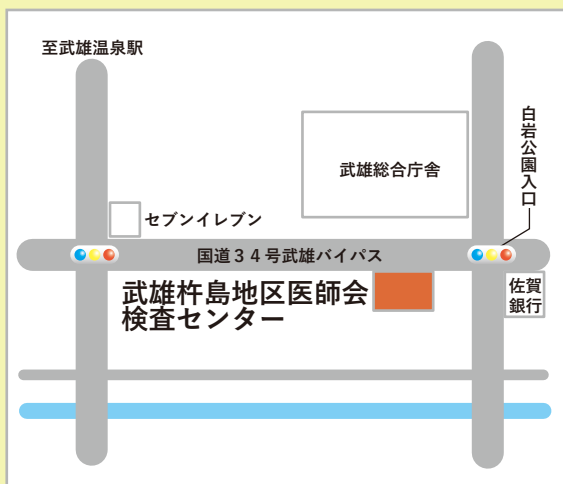 至武雄温泉駅
白岩公園入口
武雄総合庁舎
セブンイレブン
国道34号武雄バイパス
武雄杵島地区医師会
検査センター
佐賀
銀行